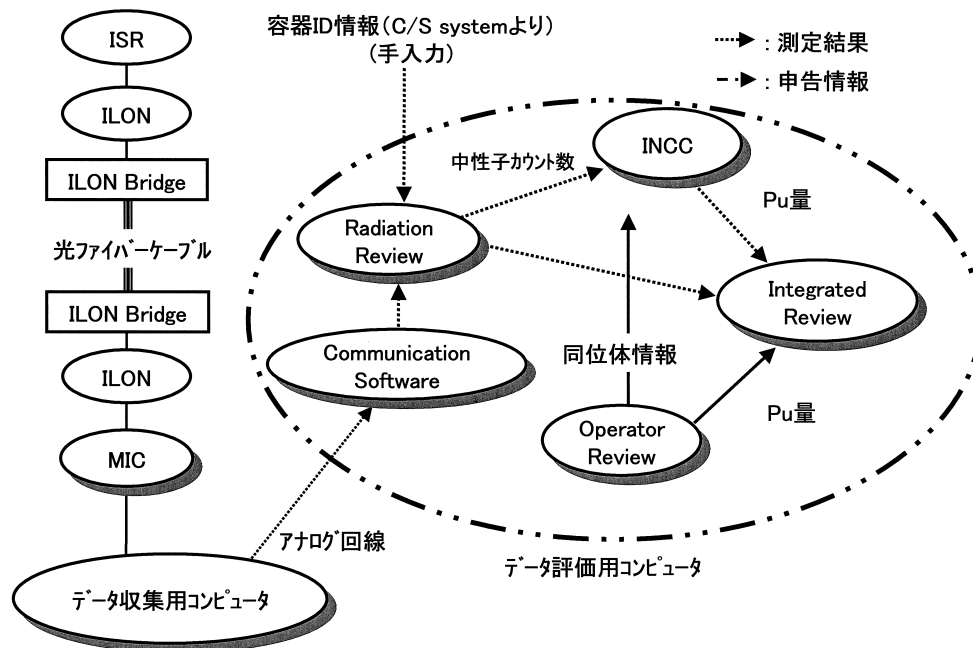 ISR
ILON
ILON Bridge
光ﾌｧｲﾊﾞｰｹｰﾌﾞﾙ
ILON Bridge
ILON
MIC
ﾃﾞｰﾀ収集用ｺﾝﾋﾟｭｰﾀ
容器ID情報（C/S systemより）
（手入力）
：測定結果
：申告情報
INCC
中性子ｶｳﾝﾄ数
Pu量
Radiation
Review
Integrated
Review
Communication
Software
同位体情報
Operator
Review
Pu量
ｱﾅﾛｸﾞ回線
ﾃﾞｰﾀ評価用ｺﾝﾋﾟｭｰﾀ